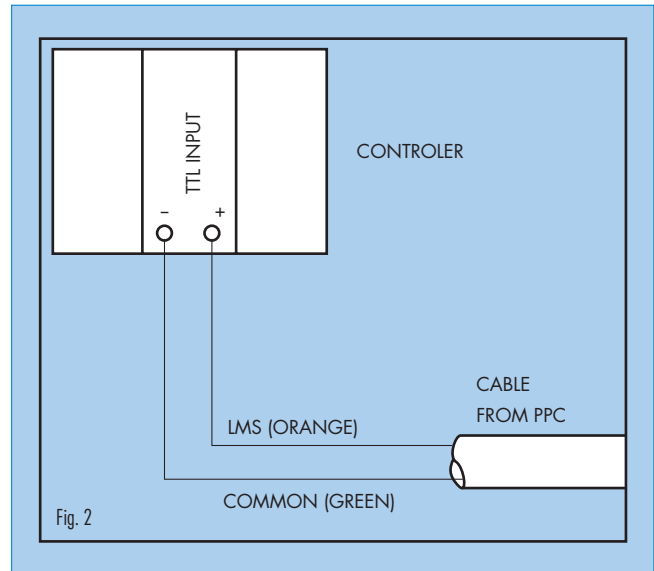 TTL INPUT
CONTROLER
–
+
CABLE
FROM PPC
LMS (ORANGE)
COMMON (GREEN)
Fig. 2